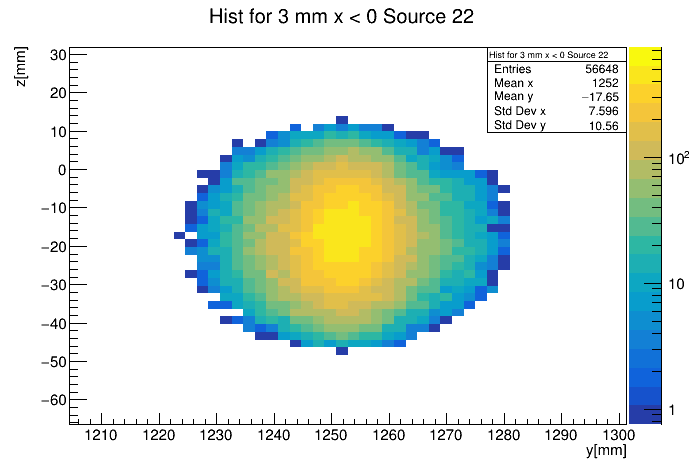 Hist for 3 mm x < 0 Source 22
z[mm]
30
20
10
0
−10
−20
−30
−40
−50
−60
Hist for 3 mm x < 0 Source 22
Entries 56648
Mean x 1252
Mean y −17.65
Std Dev x 7.596
Std Dev y 10.56
10²
10
1
1210 1220 1230 1240 1250 1260 1270 1280 1290 1300
y[mm]